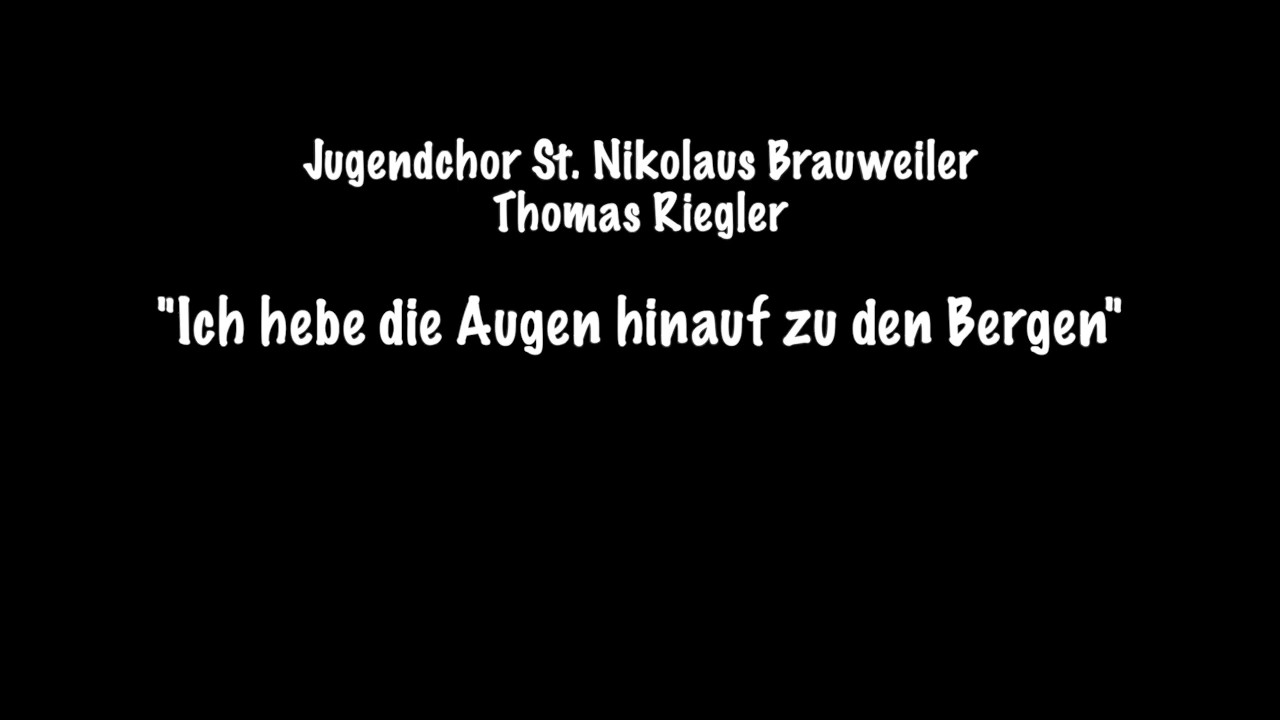 Jugendchor St. Nikolaus Brauweiler
Thomas Riegler
"Ich hebe die Augen hinauf zu den Bergen"